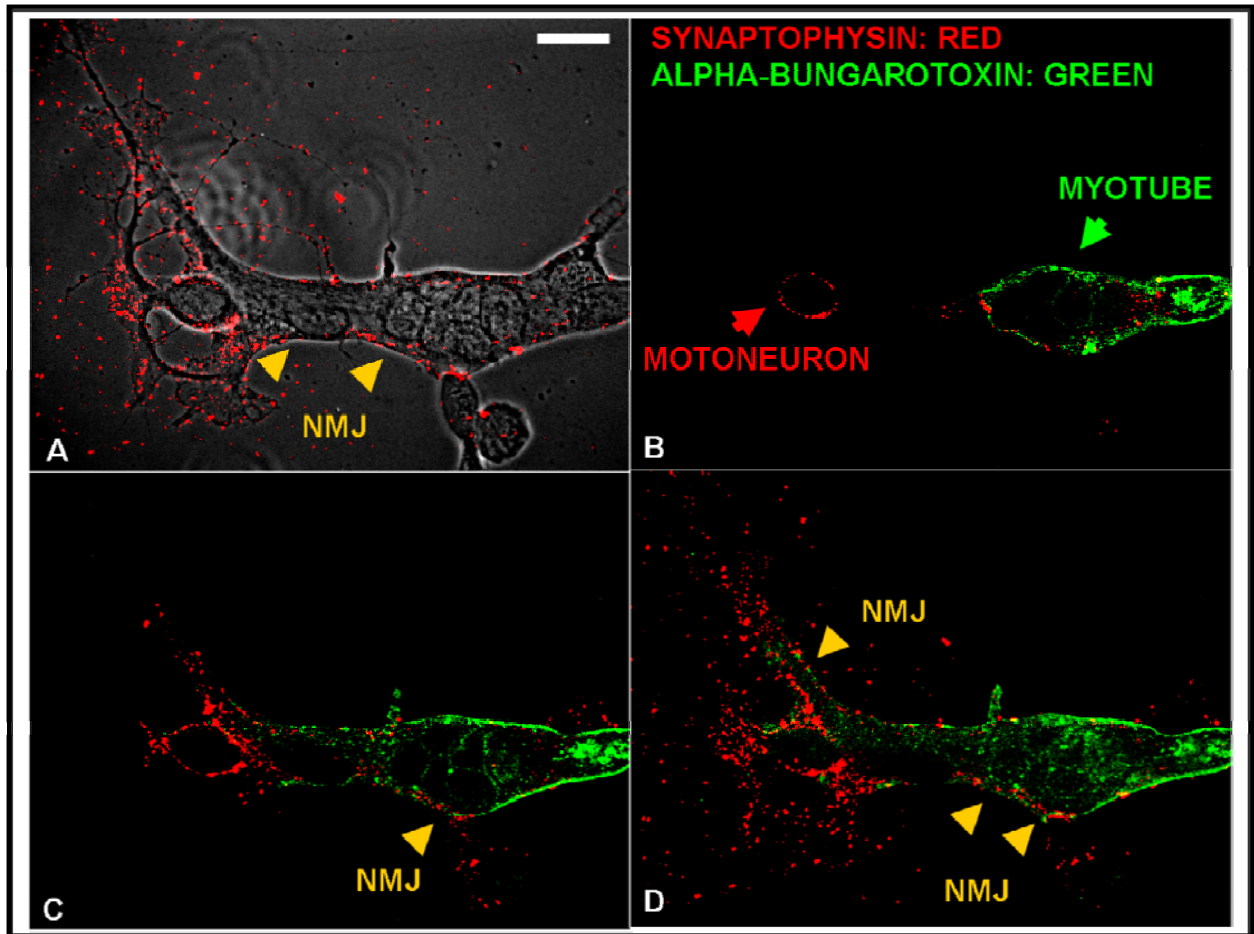 SYNAPTOPHYSIN: RED
ALPHA-BUNGAROTOXIN: GREEN
NMJ
A
MYOTUBE
MOTONEURON
B
NMJ
C
NMJ
NMJ
D